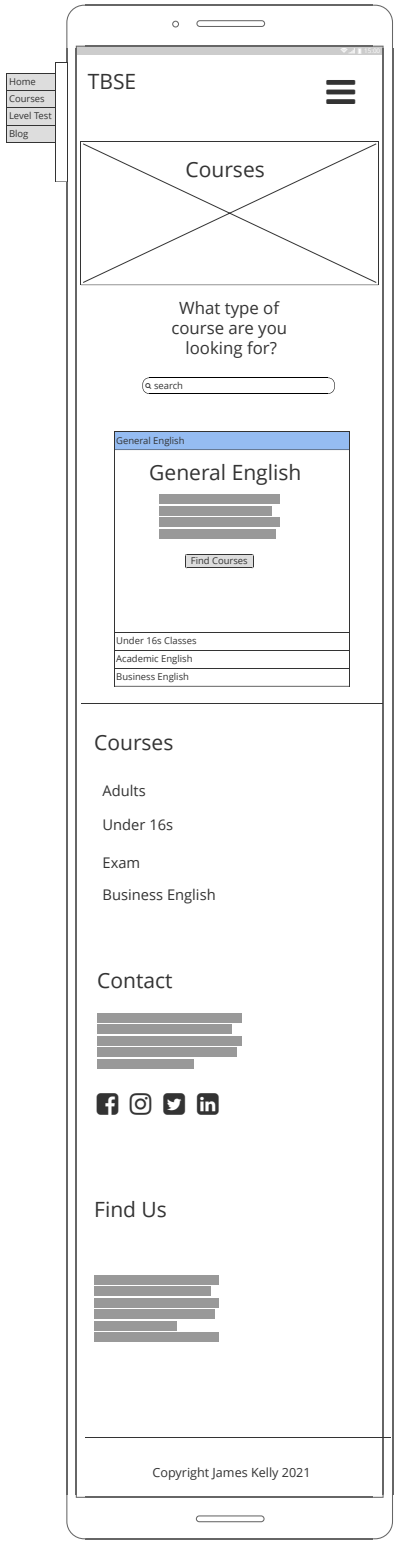 Home
Courses
Level Test
Blog
TBSE
Courses
What type of
course are you
looking for?
search
General English
General English
Find Courses
Under 16s Classes
Academic English
Business English
Courses
Adults
Under 16s
Exam
Business English
Contact
Find Us
Copyright James Kelly 2021